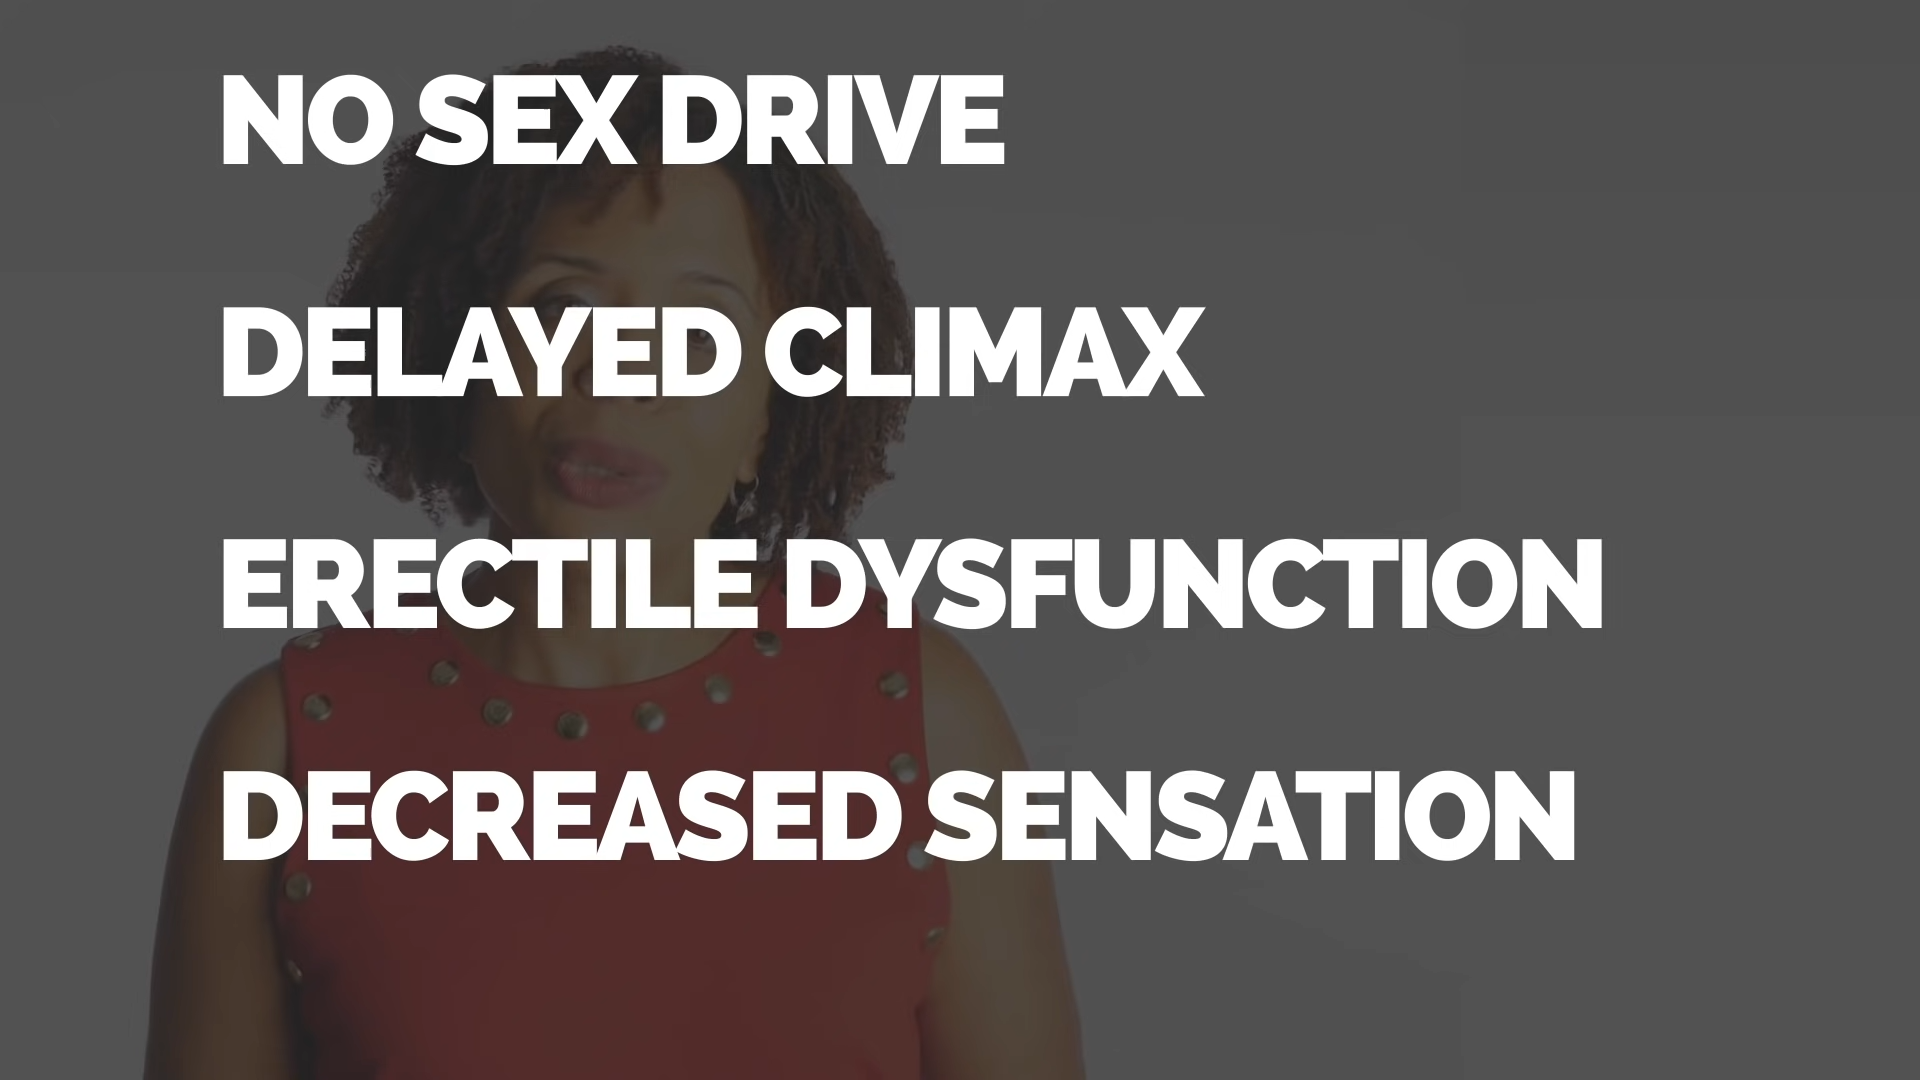 NO SEX DRIVE
DELAYED CLIMAX
ERECTILE DYSFUNCTION
DECREASED SENSATION